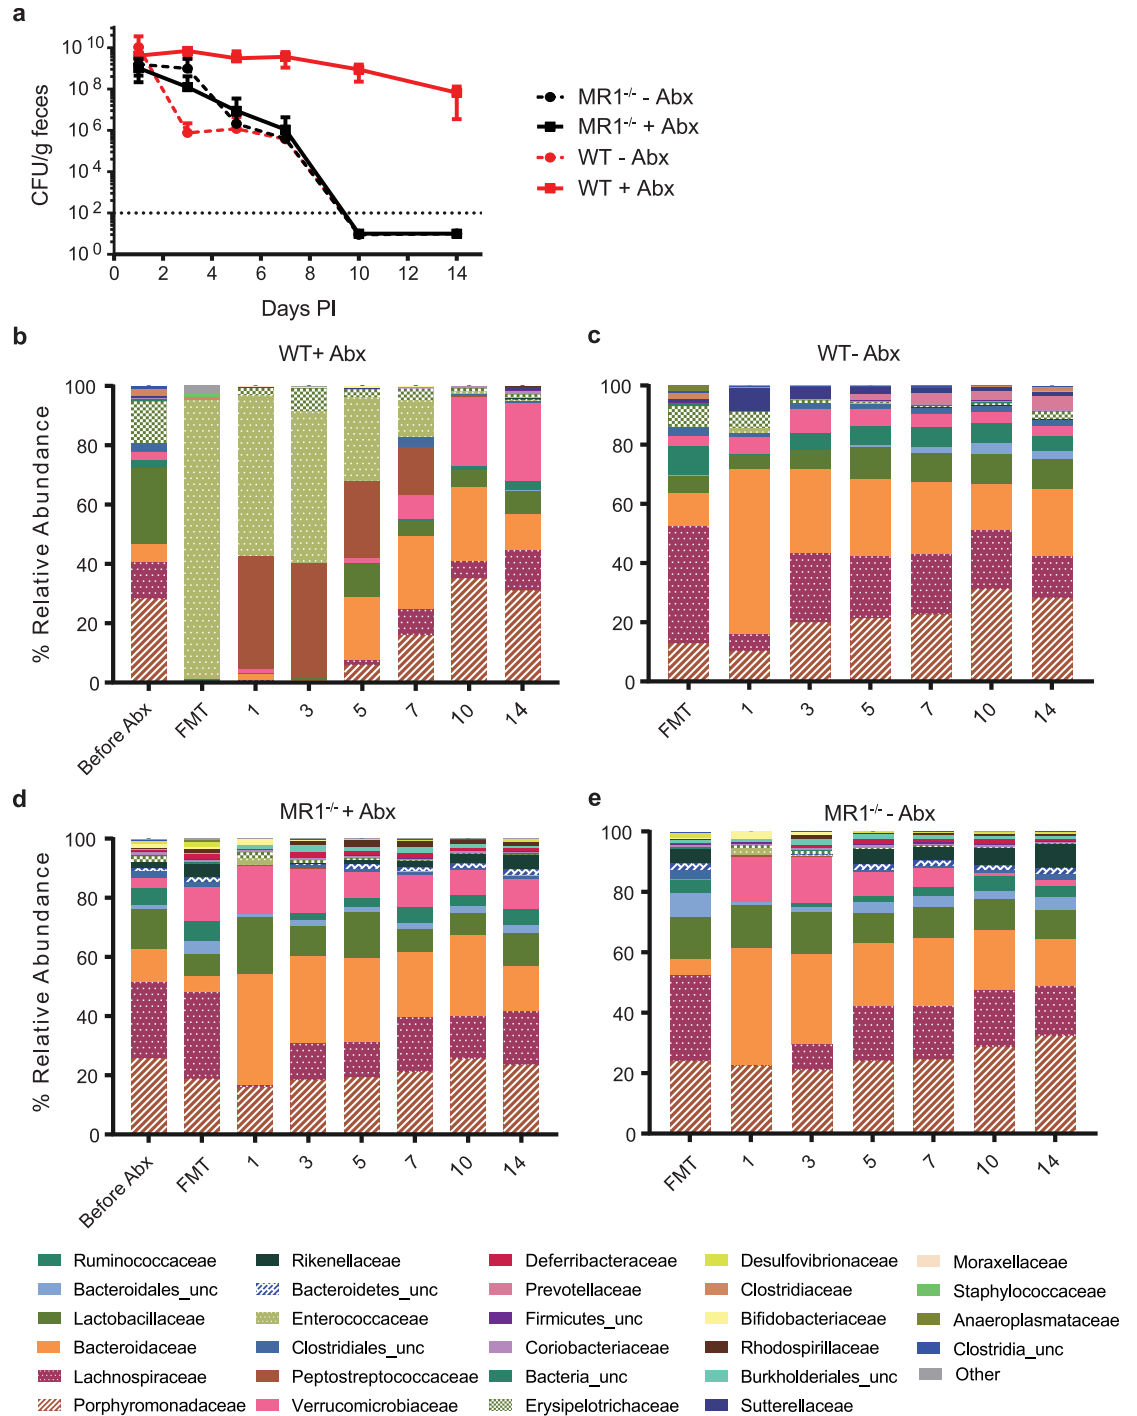 a
CFU/g feces
10 10
10 8
10 6
10 4
10 2
10 0
0 2 4 6 8 10 12 14
Days PI
MR1-/- - Abx
MR1-/- + Abx
WT - Abx
WT + Abx
b
WT+ Abx
% Relative Abundance
100
80
60
40
20
0
Before Abx FMT 1 3 5 7 10 14
c
WT- Abx
100
80
60
40
20
0
FMT 1 3 5 7 10 14
d
MR1-/- + Abx
% Relative Abundance
100
80
60
40
20
0
Before Abx FMT 1 3 5 7 10 14
e
MR1-/- - Abx
100
80
60
40
20
0
FMT 1 3 5 7 10 14
Ruminococcaceae
Bacteroidales_unc
Lactobacillaceae
Bacteroidaceae
Lachnospiraceae
Porphyromonadaceae
Rikenellaceae
Bacteroidetes_unc
Enterococcaceae
Clostridiales_unc
Peptostreptococcaceae
Verrucomicrobiaceae
Deferribacteraceae
Prevotellaceae
Firmicutes_unc
Coriobacteriaceae
Bacteria_unc
Erysipelotrichaceae
Desulfovibrionaceae
Clostridiaceae
Bifidobacteriaceae
Rhodospirillaceae
Burkholderiales_unc
Sutterellaceae
Moraxellaceae
Staphylococcaceae
Anaeroplasmataceae
Clostridia_unc
Other